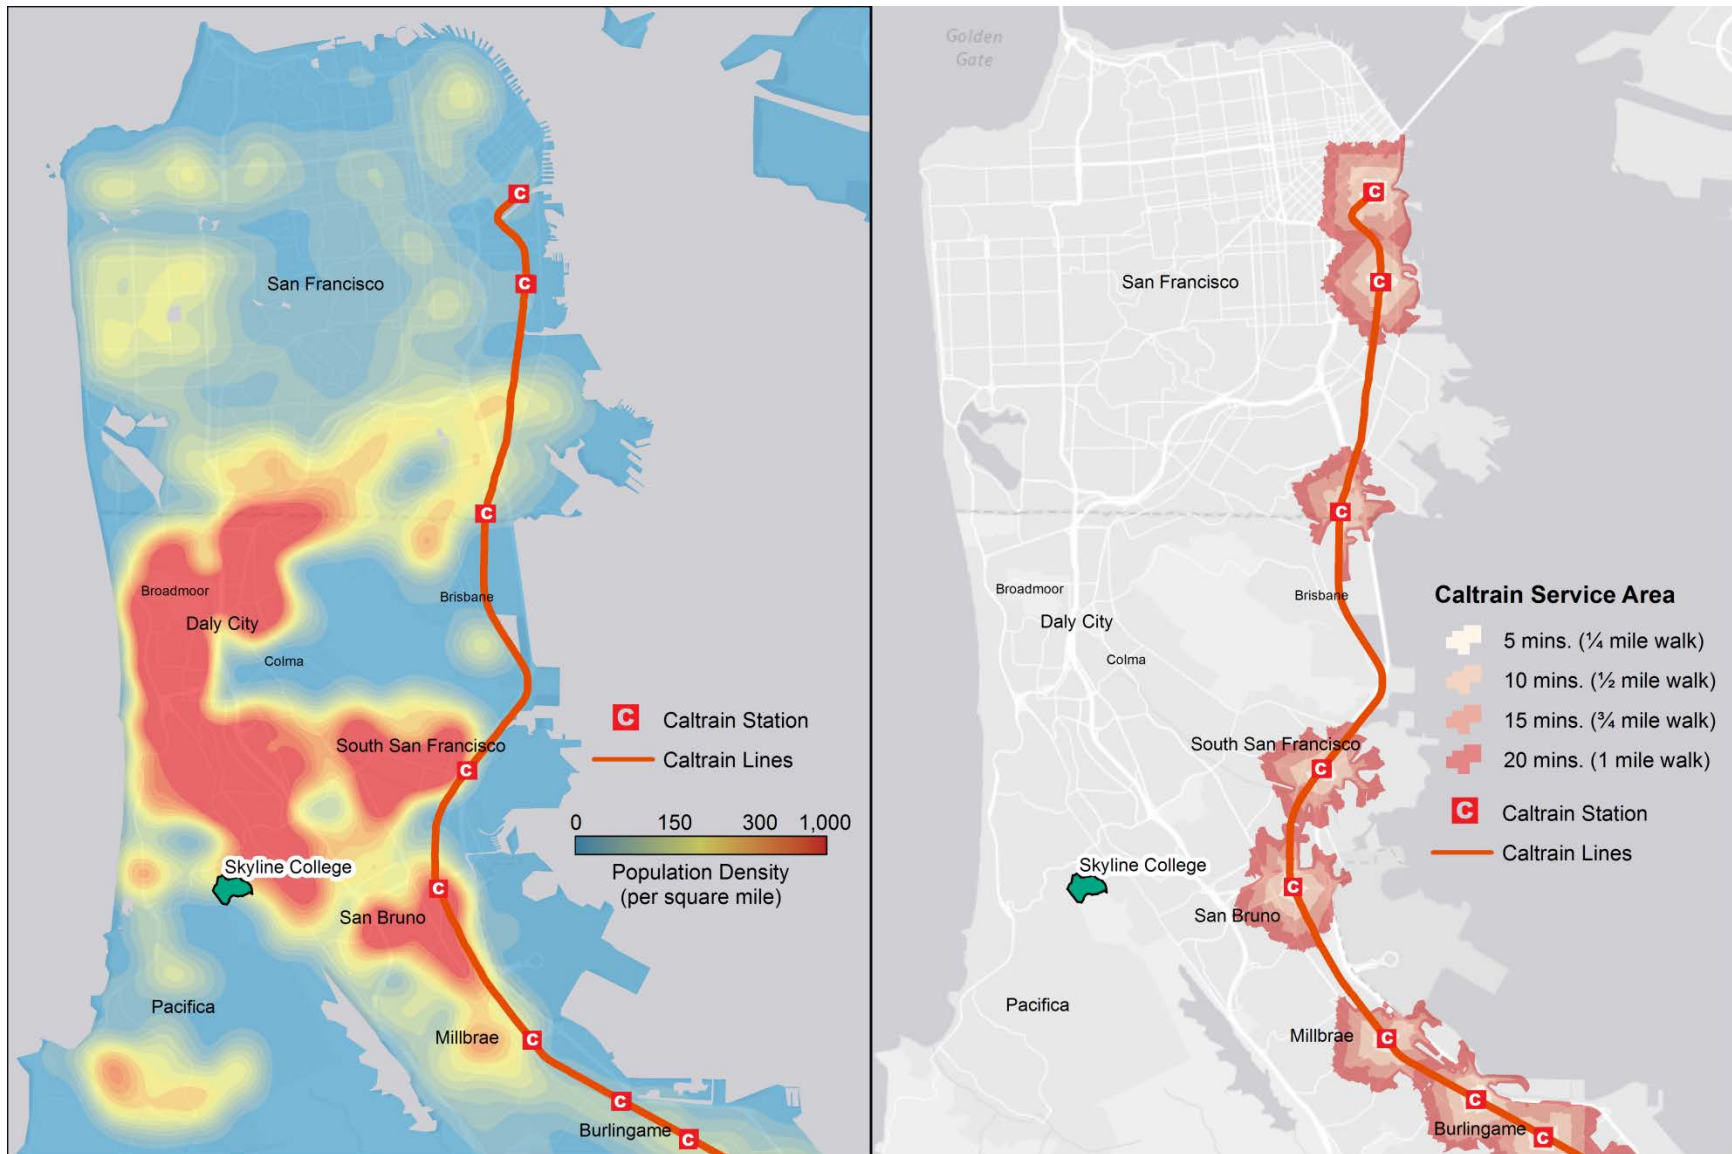 C
C
San Francisco
C
Broadmoor
Brisbane
Daly City
Colma
South San Francisco
C
Skyline College
C
San Bruno
Pacifica
Millbrae
C
C
Burlingame
C
C Caltrain Station
Caltrain Lines
0 150 300 1,000
Population Density
(per square mile)
Golden
Gate
C
San Francisco
C
C
Broadmoor
Brisbane
Daly City
Colma
South San Francisco
C
Skyline College
C
San Bruno
Pacifica
Millbrae
C
C
Burlingame
C
Caltrain Service Area
5 mins. (¼ mile walk)
10 mins. (½ mile walk)
15 mins. (¾ mile walk)
20 mins. (1 mile walk)
C Caltrain Station
Caltrain Lines